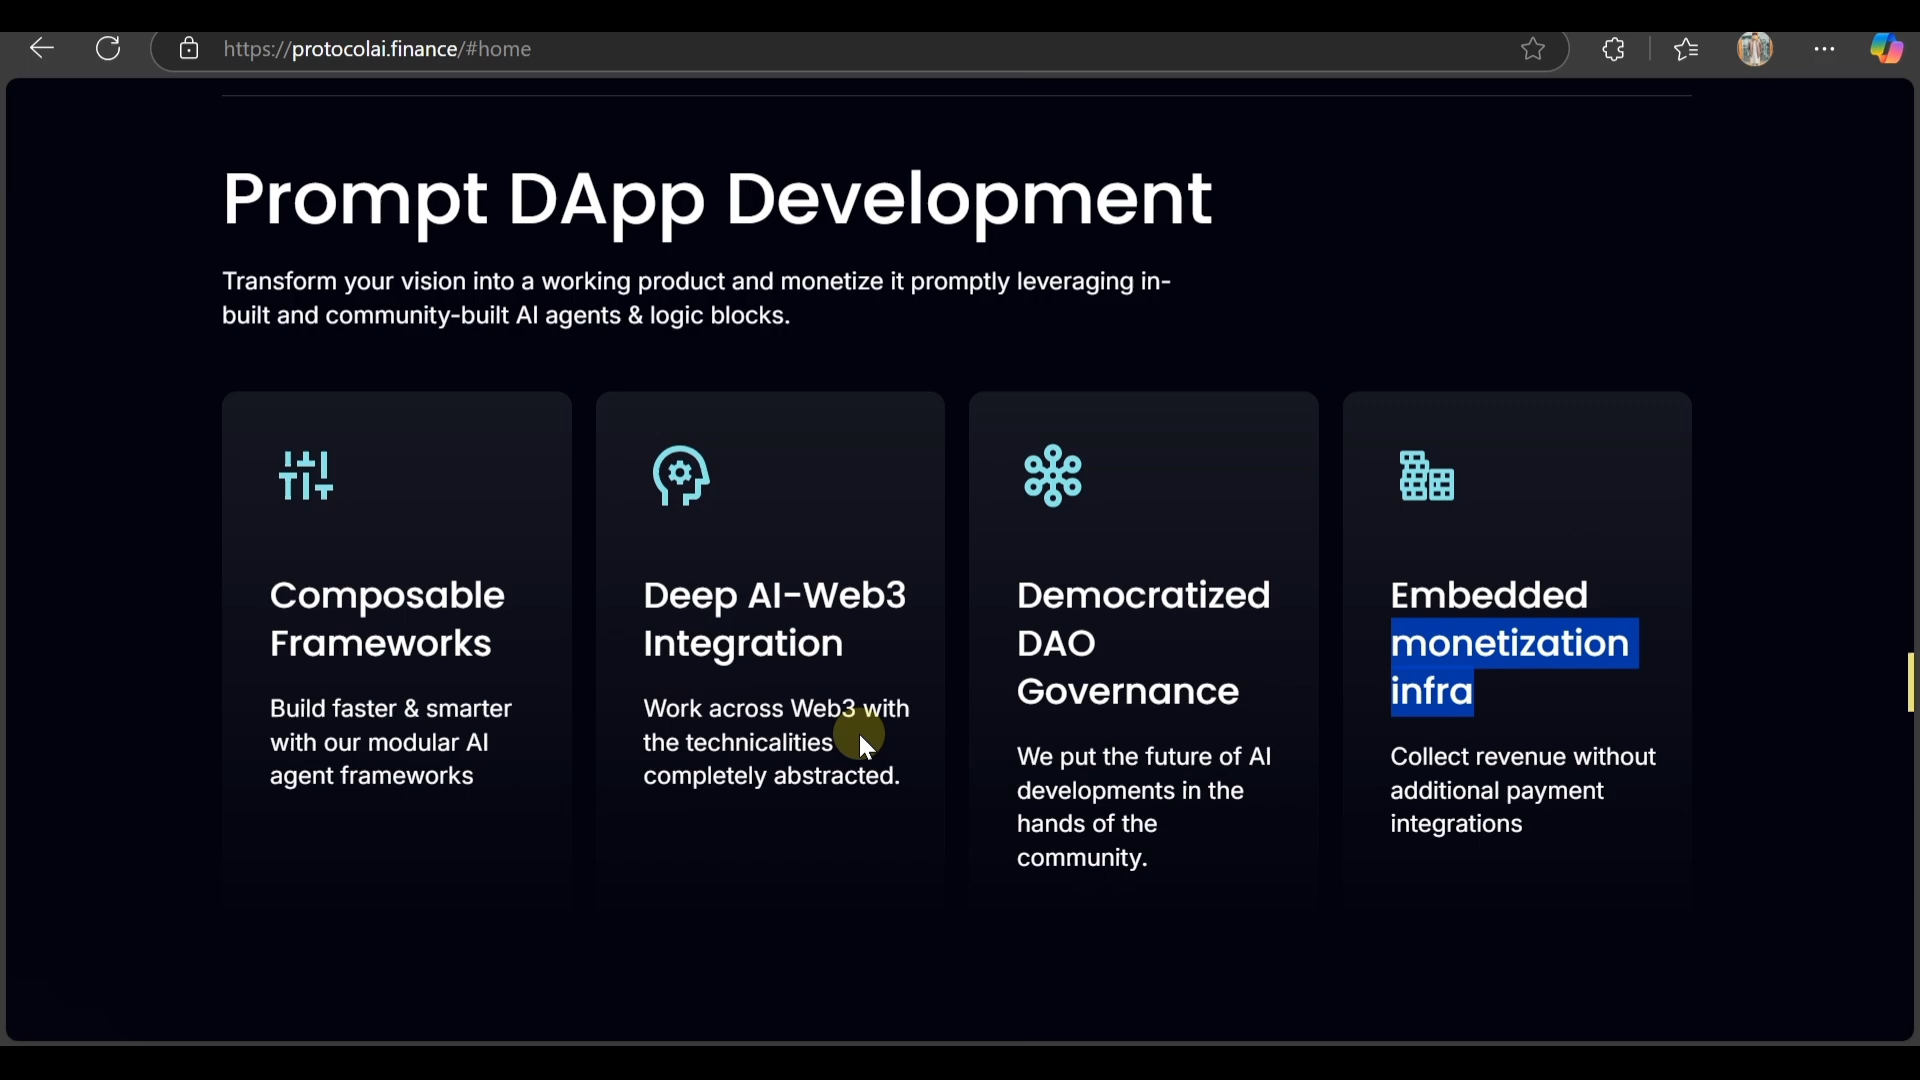 https://protocolai.finance/#home
Prompt DApp Development
Transform your vision into a working product and monetize it promptly leveraging in-
built and community-built AI agents & logic blocks.
Composable
Frameworks
Build faster & smarter
with our modular AI
agent frameworks
Deep AI-Web3
Integration
Work across Web3 with
the technicalities
completely abstracted.
Democratized
DAO
Governance
We put the future of AI
developments in the
hands of the
community.
Embedded
monetization
infra
Collect revenue without
additional payment
integrations